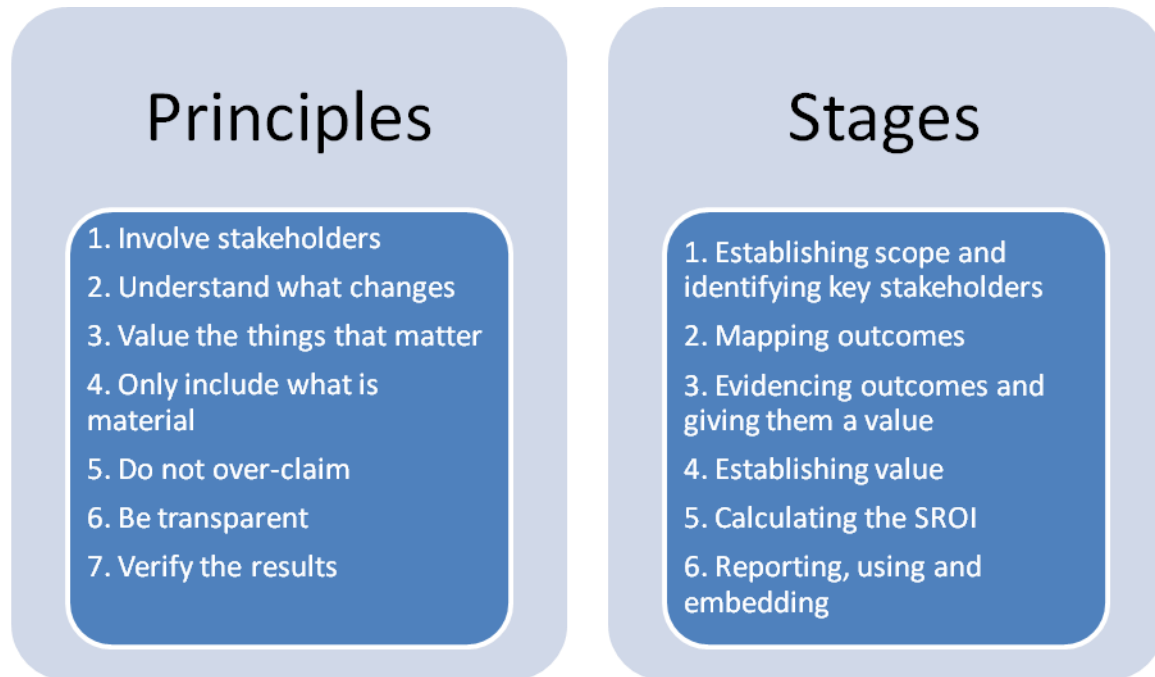 Principles
1. Involve stakeholders
2. Understand what changes
3. Value the things that matter
4. Only include what is
material
5. Do not over-claim
6. Be transparent
7. Verify the results
Stages
1. Establishing scope and
identifying key stakeholders
2. Mapping outcomes
3. Evidencing outcomes and
giving them a value
4. Establishing value
5. Calculating the SROI
6. Reporting, using and
embedding